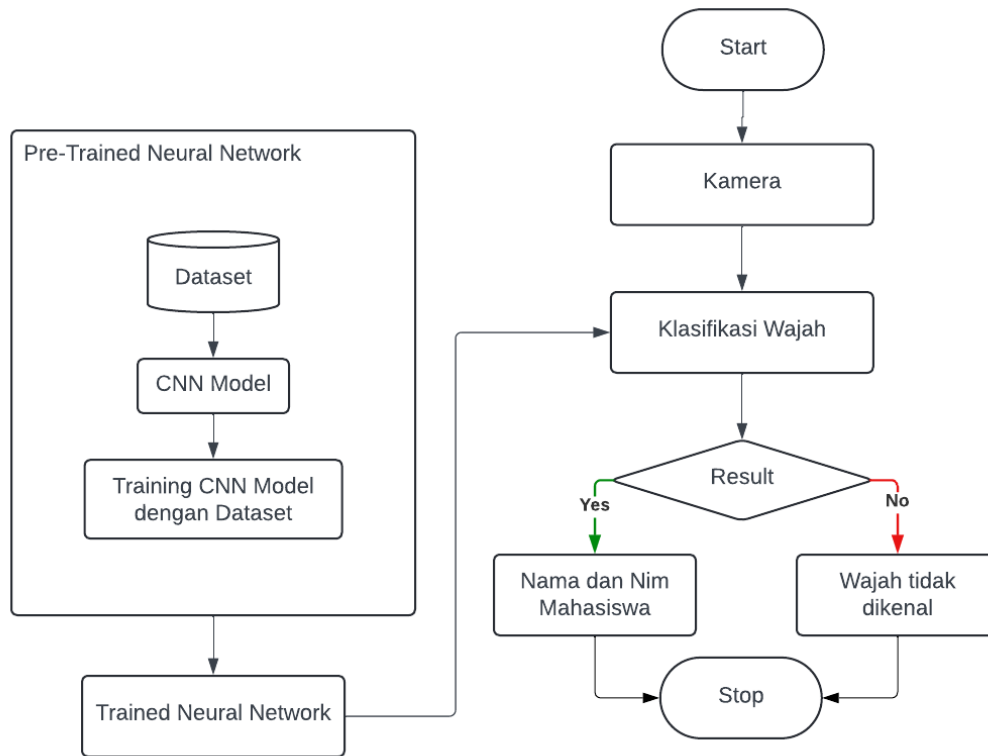 Start
Pre-Trained Neural Network
Kamera
Dataset
Klasifikasi Wajah
CNN Model
Training CNN Model
dengan Dataset
Result
Yes
No
Nama dan Nim
Mahasiswa
Wajah tidak
dikenal
Trained Neural Network
Stop